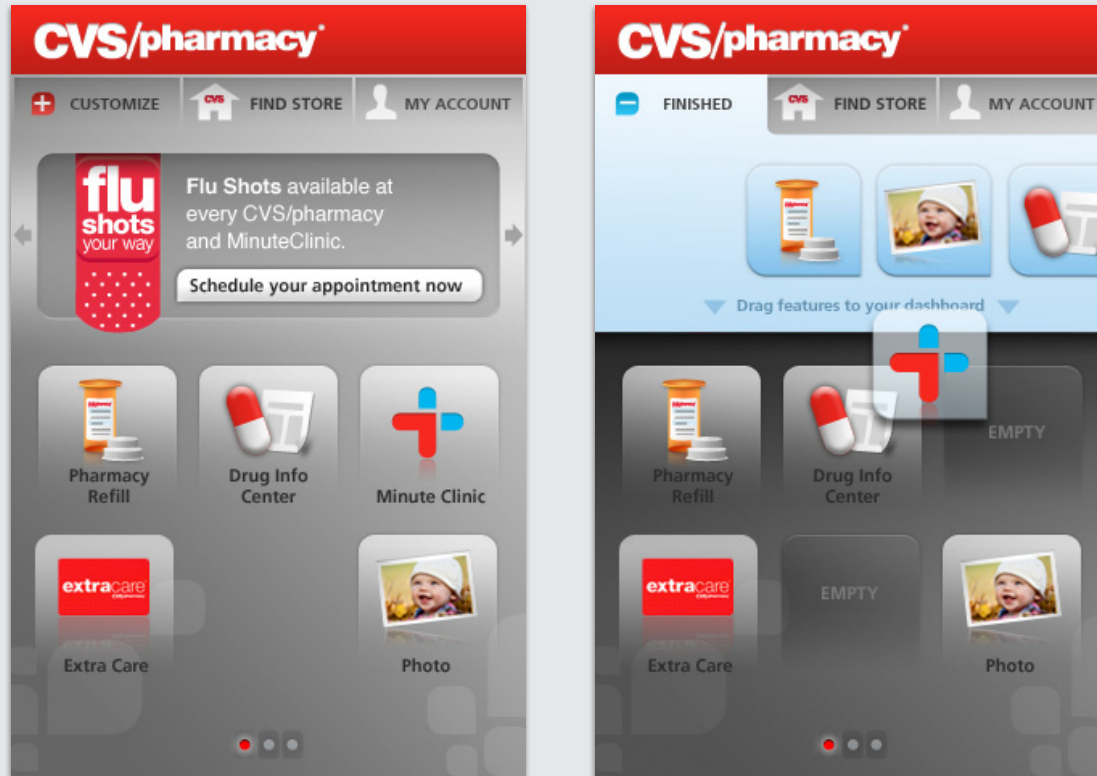 CVS/pharmacy
CUSTOMIZE
FIND STORE
MY ACCOUNT
flu
shots
your way
Flu Shots available at
every CVS/pharmacy
and MinuteClinic.
Schedule your appointment now
Pharmacy
Refill
Drug Info
Center
Minute Clinic
extracare
Extra Care
Photo
CVS/pharmacy
FINISHED
FIND STORE
MY ACCOUNT
Drag features to your dashboard
Pharmacy
Refill
Drug Info
Center
EMPTY
extracare
EMPTY
Extra Care
Photo